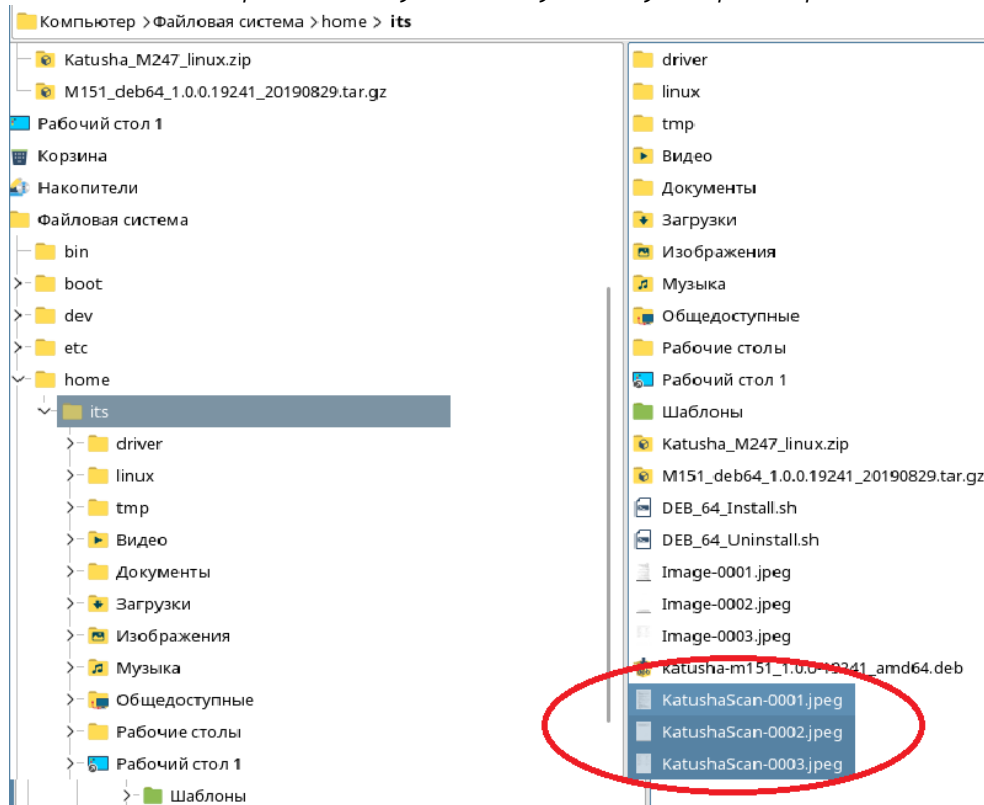 Компьютер > Файловая система > home > its
Katusha_M247_linux.zip
M151_deb64_1.0.0.19241_20190829.tar.gz
Рабочий стол 1
Корзина
Накопители
Файловая система
bin
boot
dev
etc
home
its
driver
linux
tmp
Видео
Документы
Загрузки
Изображения
Музыка
Общедоступные
Рабочие столы
Рабочий стол 1
Шаблоны
driver
linux
tmp
Видео
Документы
Загрузки
Изображения
Музыка
Общедоступные
Рабочие столы
Рабочий стол 1
Шаблоны
Katusha_M247_linux.zip
M151_deb64_1.0.0.19241_20190829.tar.gz
DEB_64_Install.sh
DEB_64_Uninstall.sh
Image-0001.jpeg
Image-0002.jpeg
Image-0003.jpeg
katusha-m151_1.0.0-19241_amd64.deb
KatushaScan-0001.jpeg
KatushaScan-0002.jpeg
KatushaScan-0003.jpeg